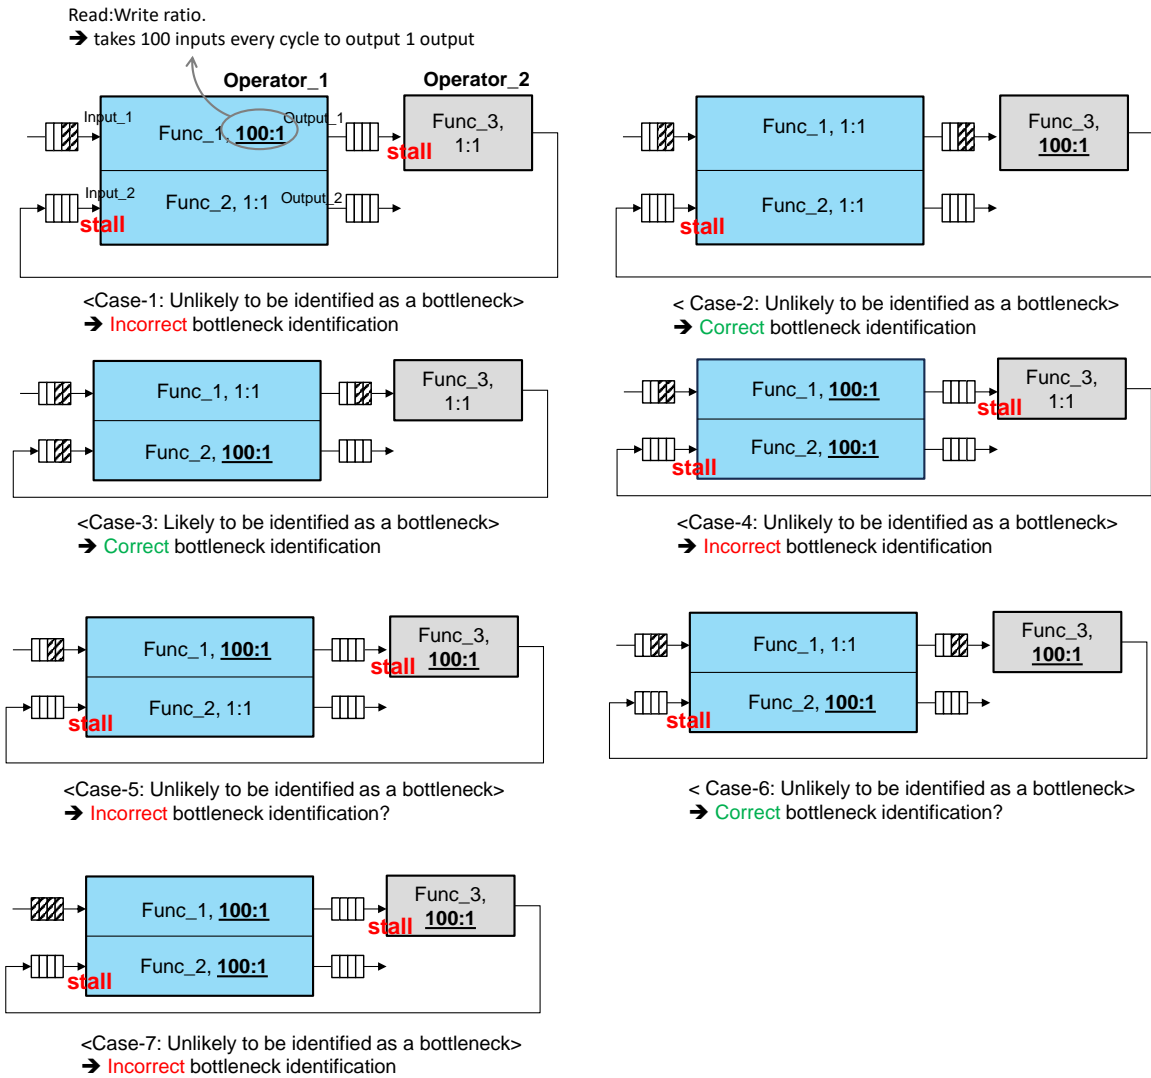 Read:Write ratio.
➔ takes 100 inputs every cycle to output 1 output
Operator_1
Operator_2
Input_1
Func_1, 100:1
Output_1
stall
Func_3,
1:1
Input_2
stall
Func_2, 1:1
Output_2
<Case-1: Unlikely to be identified as a bottleneck>
➔ Incorrect bottleneck identification
Func_1, 1:1
Func_3,
100:1
stall
Func_2, 1:1
< Case-2: Unlikely to be identified as a bottleneck>
➔ Correct bottleneck identification
Func_1, 1:1
Func_3,
1:1
Func_2, 100:1
<Case-3: Likely to be identified as a bottleneck>
➔ Correct bottleneck identification
Func_1, 100:1
stall
Func_3,
1:1
stall
Func_2, 100:1
<Case-4: Unlikely to be identified as a bottleneck>
➔ Incorrect bottleneck identification
Func_1, 100:1
stall
Func_3,
100:1
stall
Func_2, 1:1
<Case-5: Unlikely to be identified as a bottleneck>
➔ Incorrect bottleneck identification?
Func_1, 1:1
Func_3,
100:1
stall
Func_2, 100:1
< Case-6: Unlikely to be identified as a bottleneck>
➔ Correct bottleneck identification?
Func_1, 100:1
stall
Func_3,
100:1
stall
Func_2, 100:1
<Case-7: Unlikely to be identified as a bottleneck>
➔ Incorrect bottleneck identification